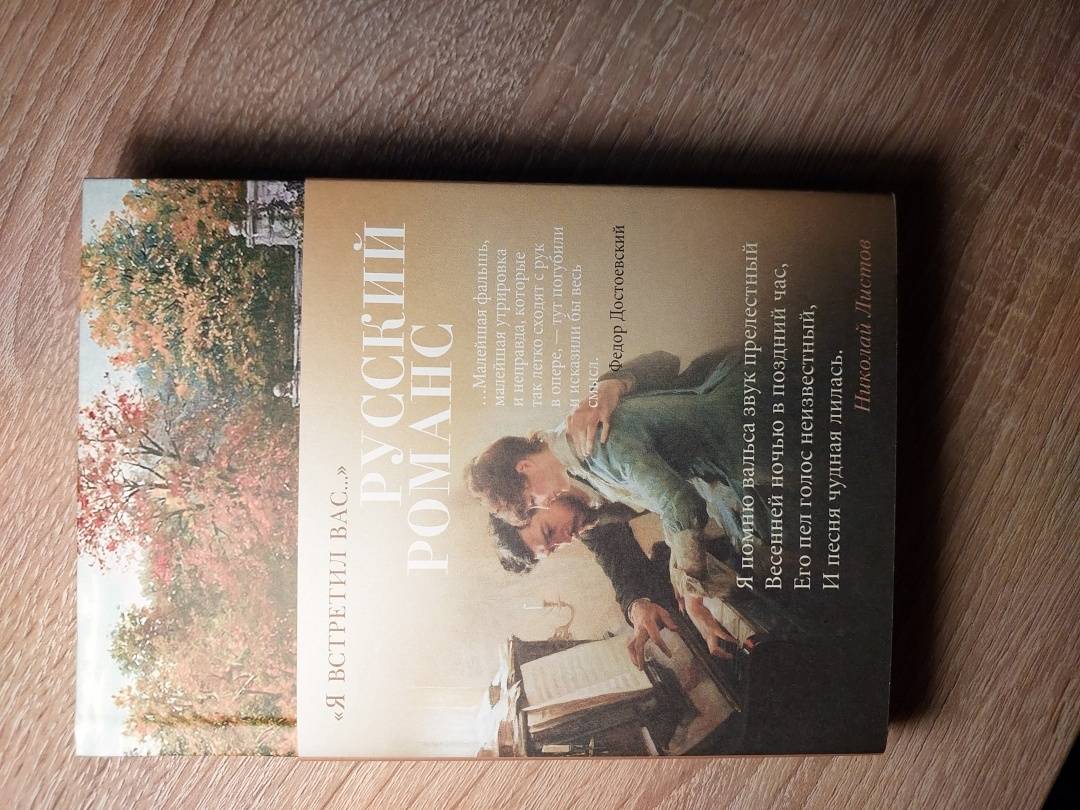 «Я ВСТРЕТИЛ ВАС...»
РУССКИЙ
РОМАНС
...Малейшая фальшь,
малейшая утрировка
и неправда, которые
так легко сходят с рук
в опере, — тут погубили
и исказили бы весь
смысл.
Федор Достоевский
Я помню вальса звук прелестный
Весенней ночью в поздний час,
Его пел голос неизвестный,
И песня чудная лилась.
Николай Листов